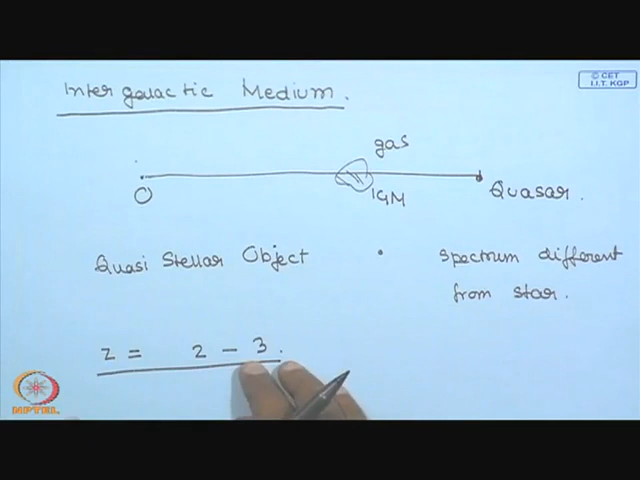 Intergalactic Medium.
© CET
I.I.T. KGP
gas
O
IGM
Quasar.
Quasi Stellar Object
• spectrum different
from star.
z = 2 - 3.
NPTEL